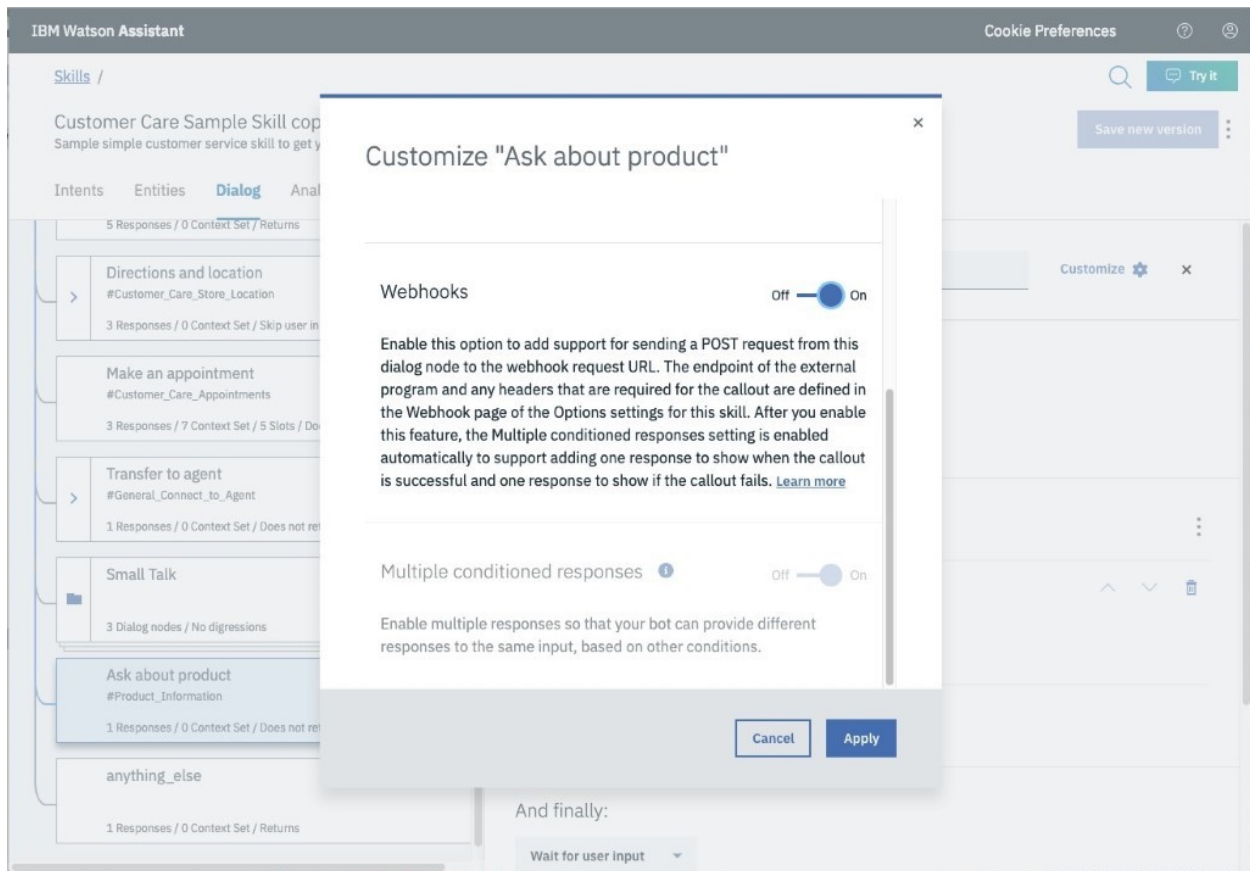 IBM Watson Assistant
Cookie Preferences
Skills /
Try it
Customer Care Sample Skill cop
Sample simple customer service skill to get y
Save new version
Intents Entities Dialog Anal
5 Responses / 0 Context Set / Returns
Directions and location
#Customer_Care_Store_Location
3 Responses / 0 Context Set / Skip user in
Make an appointment
#Customer_Care_Appointments
3 Responses / 7 Context Set / 5 Slots / Do
Transfer to agent
#General_Connect_to_Agent
1 Responses / 0 Context Set / Does not ret
Small Talk
3 Dialog nodes / No digressions
Ask about product
#Product_Information
1 Responses / 0 Context Set / Does not ret
anything_else
1 Responses / 0 Context Set / Returns
Customize "Ask about product"
Webhooks
Off On
Enable this option to add support for sending a POST request from this
dialog node to the webhook request URL. The endpoint of the external
program and any headers that are required for the callout are defined in
the Webhook page of the Options settings for this skill. After you enable
this feature, the Multiple conditioned responses setting is enabled
automatically to support adding one response to show when the callout
is successful and one response to show if the callout fails. Learn more
Multiple conditioned responses
Off On
Enable multiple responses so that your bot can provide different
responses to the same input, based on other conditions.
Cancel
Apply
Customize
And finally:
Wait for user input